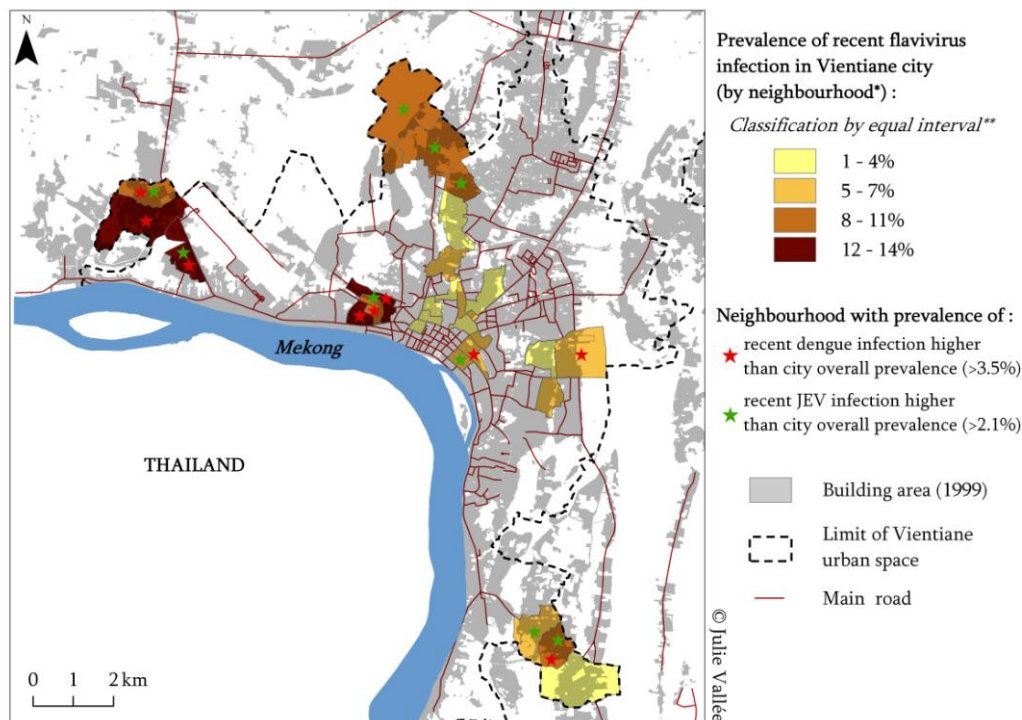 N
Mekong
THAILAND
0 1 2 km
© Julie Vallée
Prevalence of recent flavivirus
infection in Vientiane city
(by neighbourhood*) :
Classification by equal interval**
1 - 4%
5 - 7%
8 - 11%
12 - 14%
Neighbourhood with prevalence of :
recent dengue infection higher
than city overall prevalence (>3.5%)
recent JEV infection higher
than city overall prevalence (>2.1%)
Building area (1999)
Limit of Vientiane
urban space
Main road